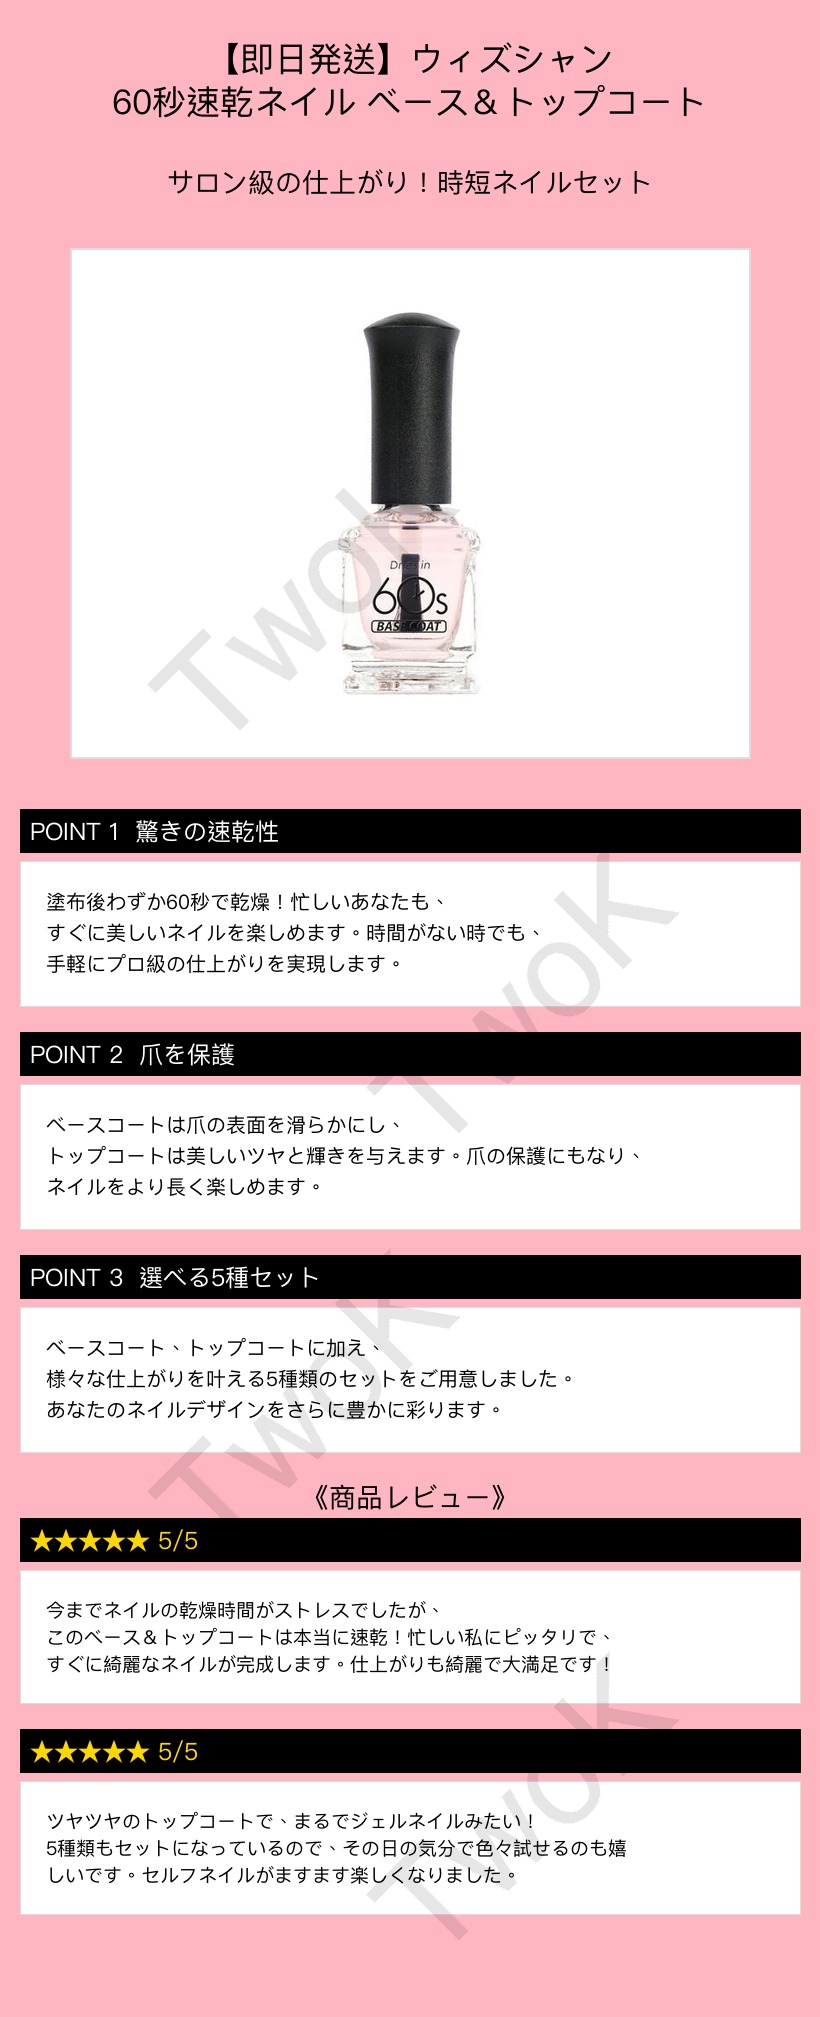 【即日発送】ウィズシャン
60秒速乾ネイル ベース＆トップコート
サロン級の仕上がり！時短ネイルセット
Dries in
60s
BASE COAT
TwoK
POINT 1 驚きの速乾性
塗布後わずか60秒で乾燥！忙しいあなたも、
すぐに美しいネイルを楽しめます。時間がない時でも、
手軽にプロ級の仕上がりを実現します。
TwoK
POINT 2 爪を保護
ベースコートは爪の表面を滑らかにし、
トップコートは美しいツヤと輝きを与えます。爪の保護にもなり、
ネイルをより長く楽しめます。
POINT 3 選べる5種セット
ベースコート、トップコートに加え、
様々な仕上がりを叶える5種類のセットをご用意しました。
あなたのネイルデザインをさらに豊かに彩ります。
TwoK
《商品レビュー》
★★★★★ 5/5
今までネイルの乾燥時間がストレスでしたが、
このベース＆トップコートは本当に速乾！忙しい私にピッタリで、
すぐに綺麗なネイルが完成します。仕上がりも綺麗で大満足です！
★★★★★ 5/5
ツヤツヤのトップコートで、まるでジェルネイルみたい！
5種類もセットになっているので、その日の気分で色々試せるのも嬉
しいです。セルフネイルがますます楽しくなりました。
TwoK